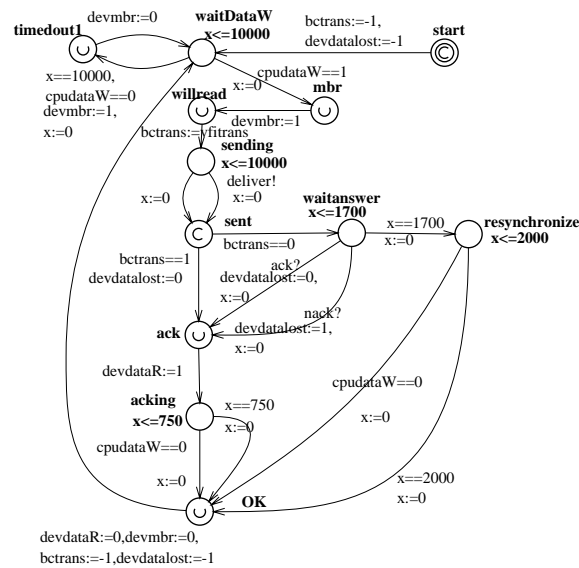 devmbr:=0
timedout1
waitDataW
x<=10000
bctrans:=-1,
devdatalost:=-1
start
x==10000,
cpudataW==0
devmbr:=1,
x:=0
cpudataW==1
x:=0
mbr
willread
devmbr:=1
bctrans:=yfitrans
sending
x<=10000
deliver!
x:=0
x:=0
sent
waitanswer
x<=1700
x==1700
x:=0
resynchronize
x<=2000
bctrans==0
bctrans==1
devdatalost:=0
ack?
devdatalost:=0,
x:=0
nack?
devdatalost:=1,
x:=0
ack
devdataR:=1
acking
x<=750
x==750
x:=0
cpudataW==0
x:=0
cpudataW==0
x:=0
x==2000
x:=0
OK
devdataR:=0,devmbr:=0,
bctrans:=-1,devdatalost:=-1